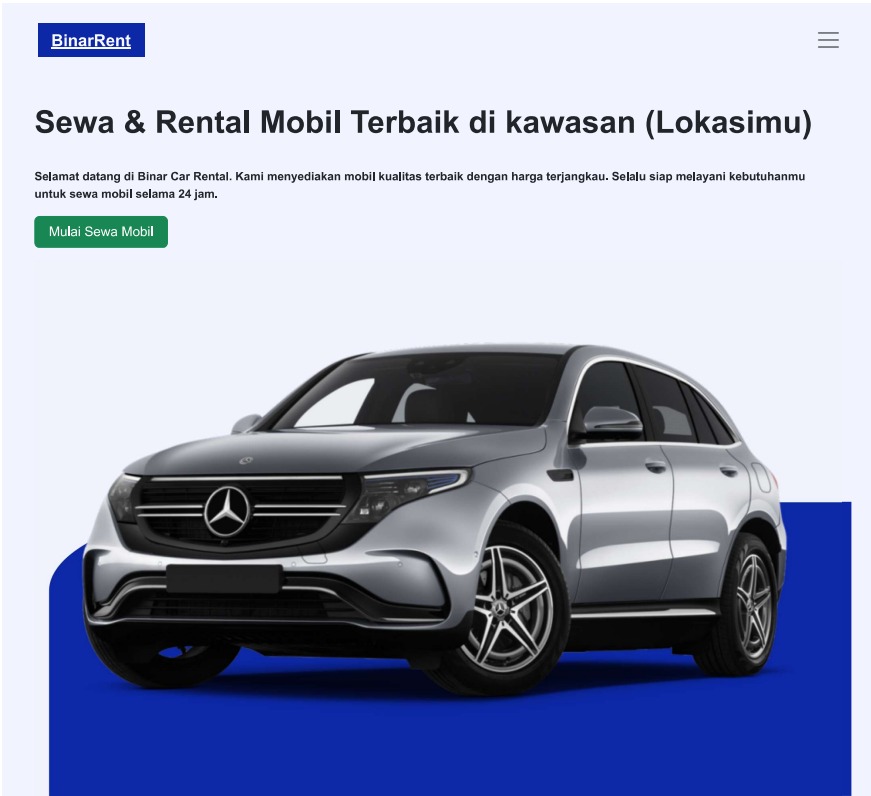 BinarRent
Sewa & Rental Mobil Terbaik di kawasan (Lokasimu)
Selamat datang di Binar Car Rental. Kami menyediakan mobil kualitas terbaik dengan harga terjangkau. Selalu siap melayani kebutuhanmu
untuk sewa mobil selama 24 jam.
Mulai Sewa Mobil